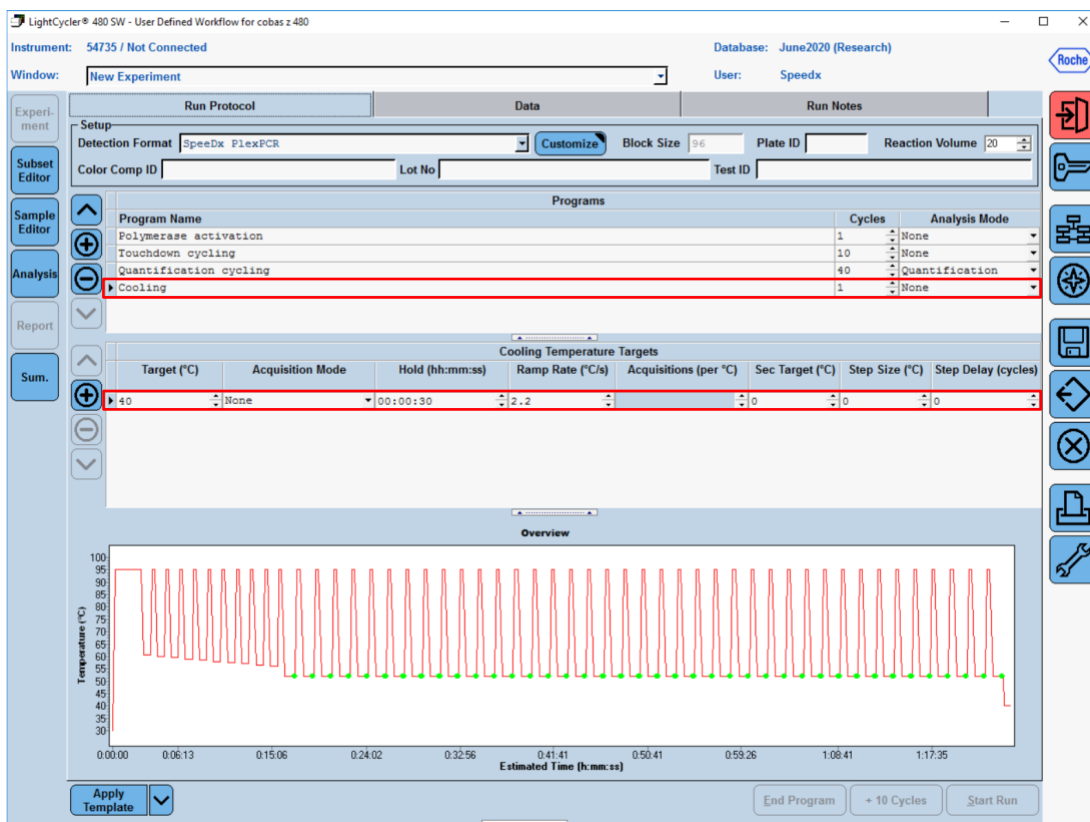 LightCycler® 480 SW - User Defined Workflow for cobas z 480
Instrument: 54735 / Not Connected Database: June2020 (Research)
Window: New Experiment User: Speedx
Roche
Experi-
ment
Subset
Editor
Sample
Editor
Analysis
Report
Sum.
Run Protocol Data Run Notes
Setup
Detection Format SpeeDx PlexPCR Customize Block Size 96 Plate ID Reaction Volume 20
Color Comp ID Lot No Test ID
Programs
Program Name Cycles Analysis Mode
Polymerase activation 1 None
Touchdown cycling 10 None
Quantification cycling 40 Quantification
Cooling 1 None
Cooling Temperature Targets
Target (°C) Acquisition Mode Hold (hh:mm:ss) Ramp Rate (°C/s) Acquisitions (per °C) Sec Target (°C) Step Size (°C) Step Delay (cycles)
40 None 00:00:30 2.2 0 0 0
Overview
Temperature (°C)
100
95
90
85
80
75
70
65
60
55
50
45
40
35
30
0:00:00 0:06:13 0:15:06 0:24:02 0:32:56 0:41:41 0:50:41 0:59:26 1:08:41 1:17:35
Estimated Time (h:mm:ss)
Apply
Template
End Program + 10 Cycles Start Run